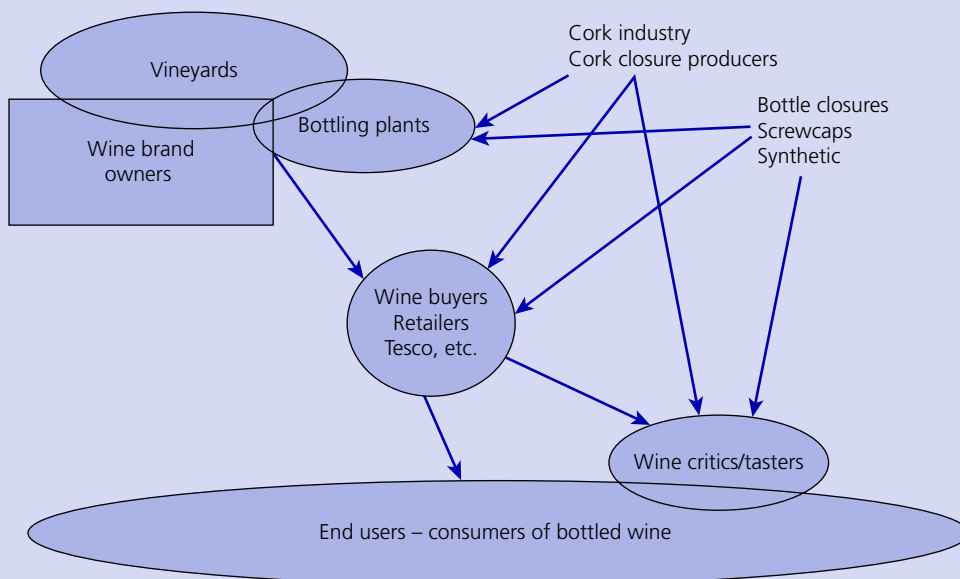 Cork industry
Cork closure producers
Vineyards
Bottle closures
Screwcaps
Synthetic
Bottling plants
Wine brand
owners
Wine buyers
Retailers
Tesco, etc.
Wine critics/tasters
End users – consumers of bottled wine